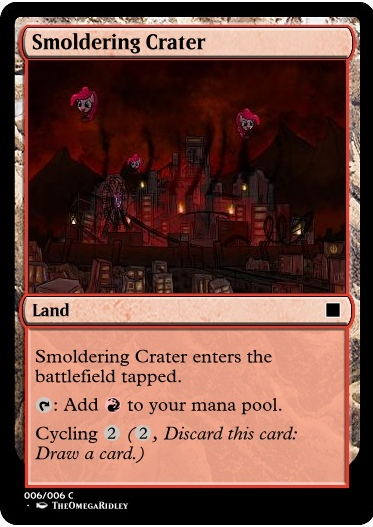 Smoldering Crater
Land
Smoldering Crater enters the
battlefield tapped.
: Add to your mana pool.
Cycling 2 (2, Discard this card:
Draw a card.)
006/006 C
· TheOmegaRidley